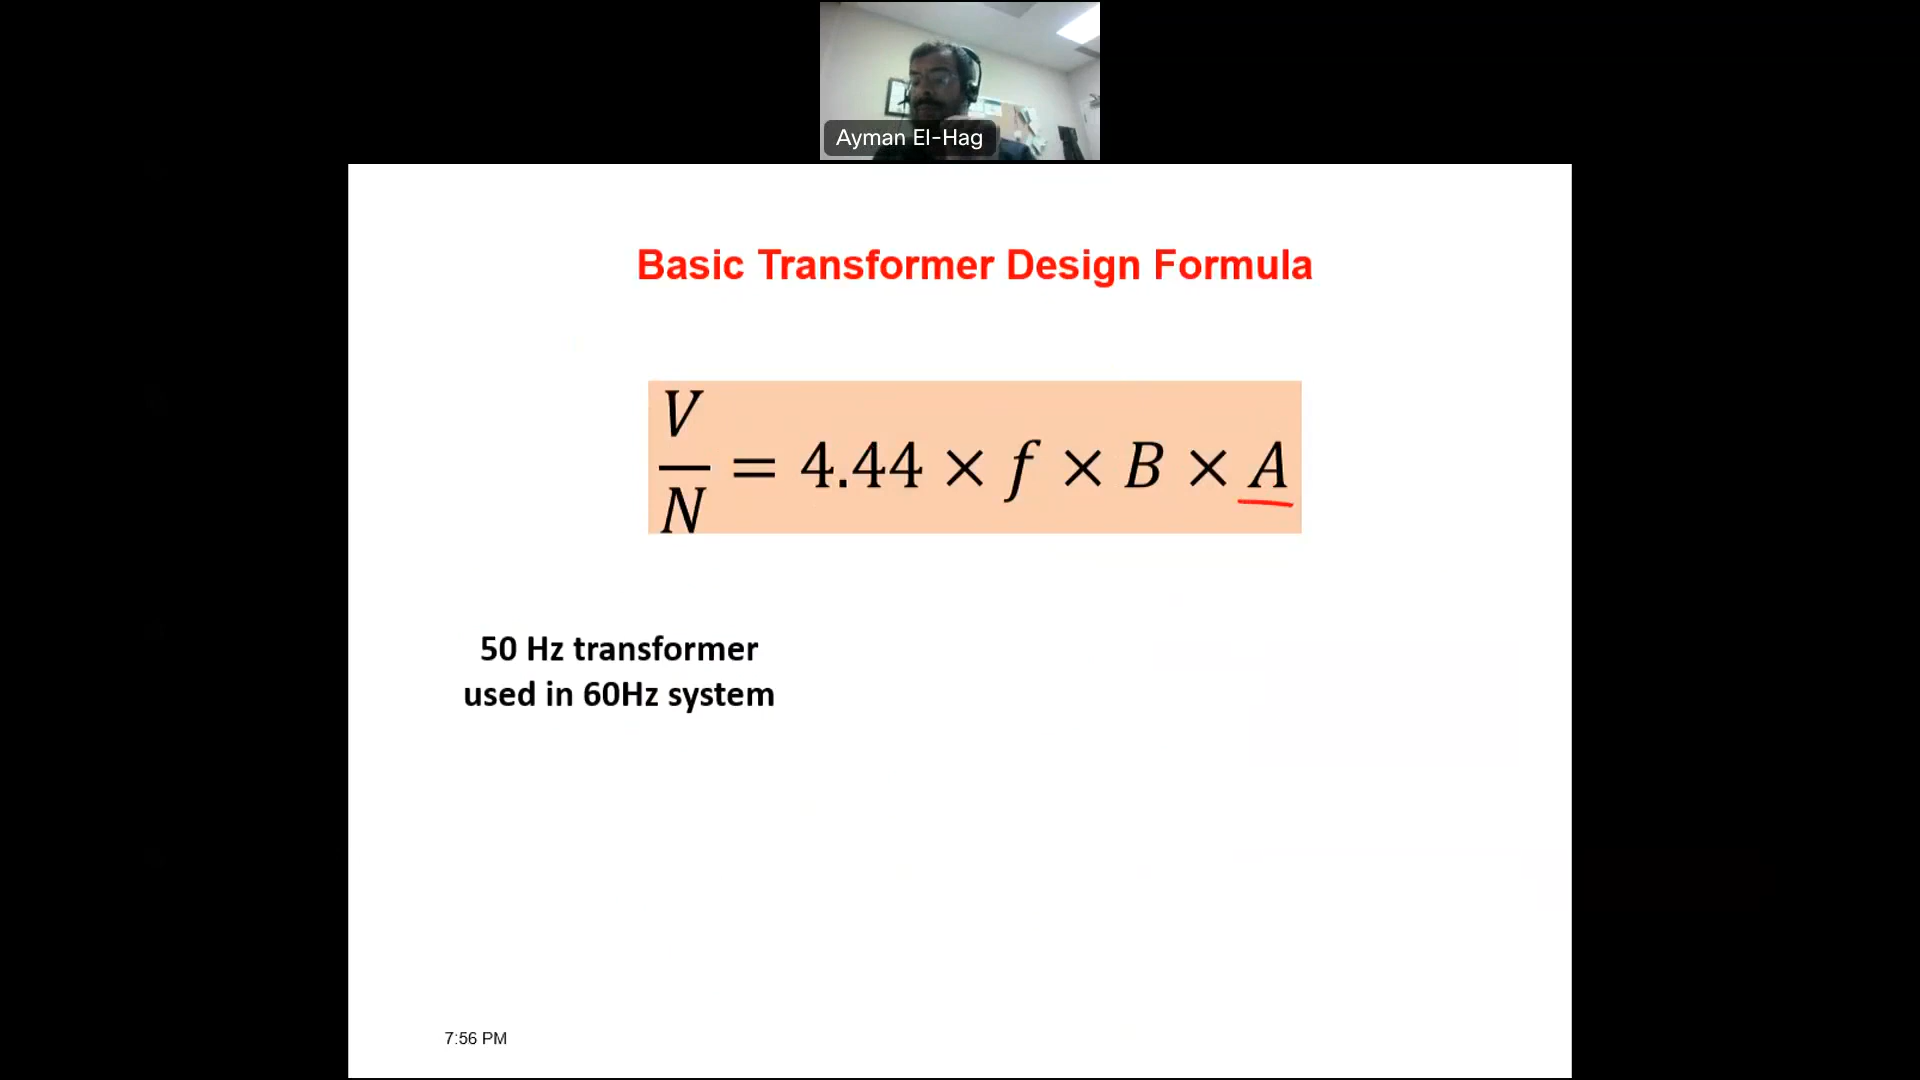 Ayman El-Hag
Basic Transformer Design Formula
V/N = 4.44 × f × B × A
50 Hz transformer
used in 60Hz system
7:56 PM